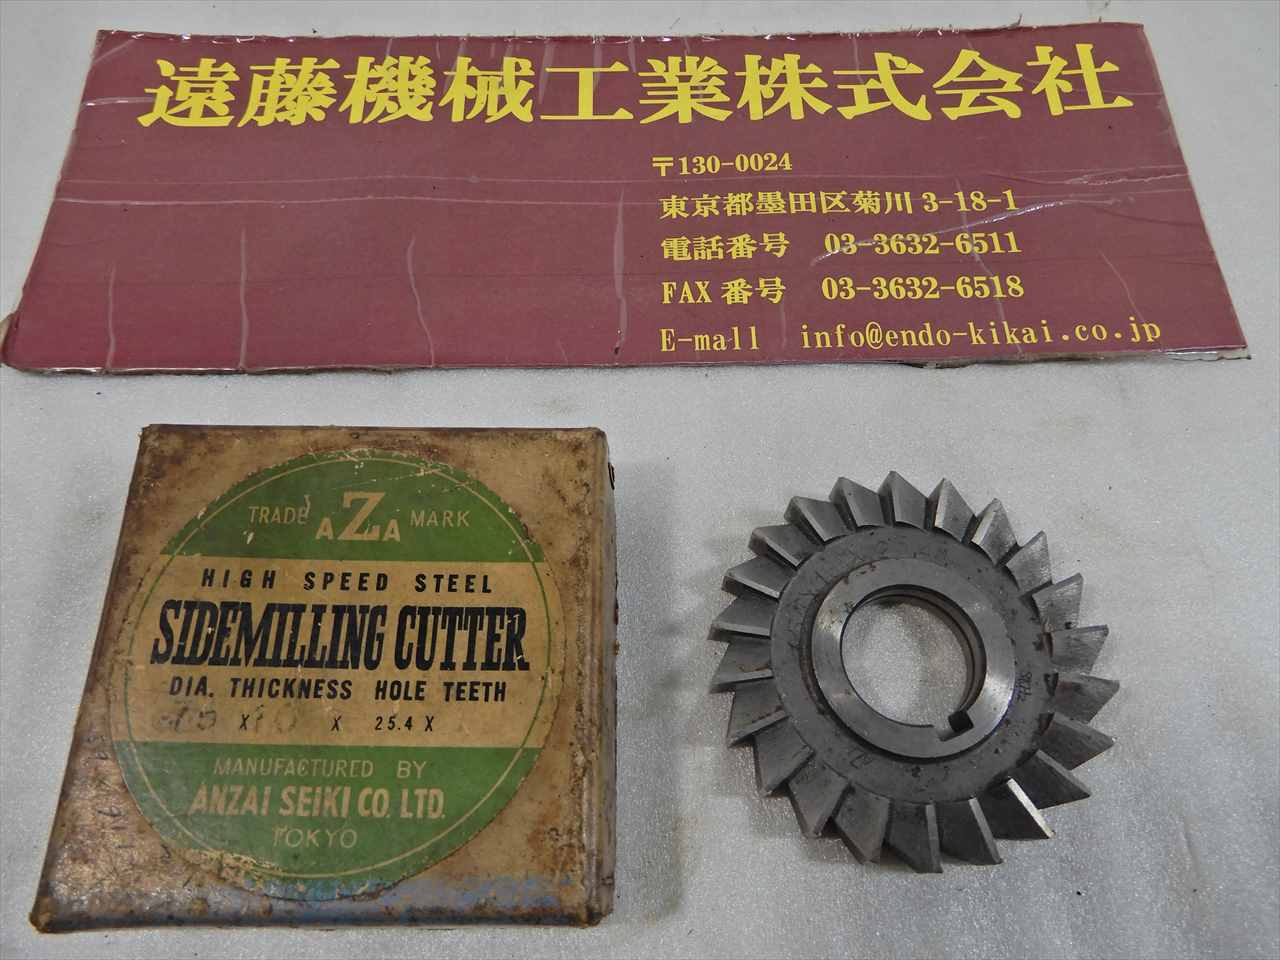 遠藤機械工業株式会社
〒130-0024
東京都墨田区菊川 3-18-1
電話番号 03-3632-6511
FAX 番号 03-3632-6518
E-mall info@endo-kikai.co.jp
TRADE AZA MARK
HIGH SPEED STEEL
SIDEMILLING CUTTER
DIA. THICKNESS HOLE TEETH
X X 25.4 X
MANUFACTURED BY
ANZAI SEIKI CO. LTD.
TOKYO